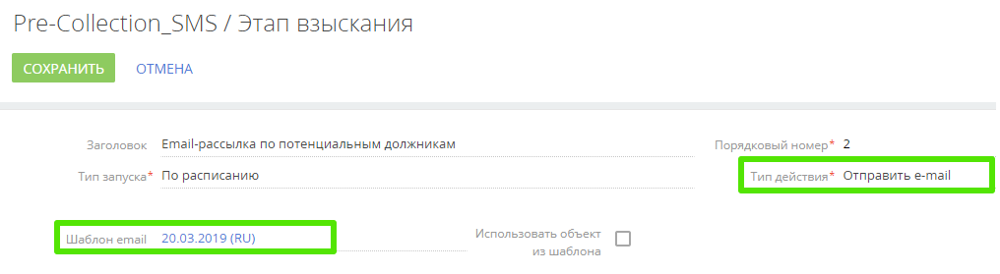 Pre-Collection_SMS / Этап взыскания
СОХРАНИТЬ ОТМЕНА
Заголовок Email-рассылка по потенциальным должникам Порядковый номер* 2
Тип запуска* По расписанию Тип действия* Отправить e-mail
Шаблон email 20.03.2019 (RU) Использовать объект
из шаблона